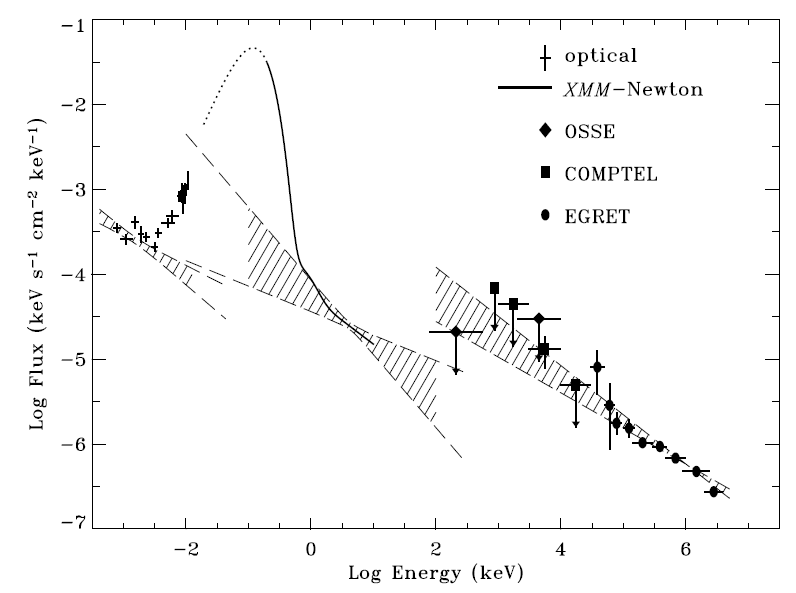 −1
−2
−3
−4
−5
−6
−7
Log Flux (keV s⁻¹ cm⁻² keV⁻¹)
optical
XMM−Newton
OSSE
COMPTEL
EGRET
−2 0 2 4 6
Log Energy (keV)